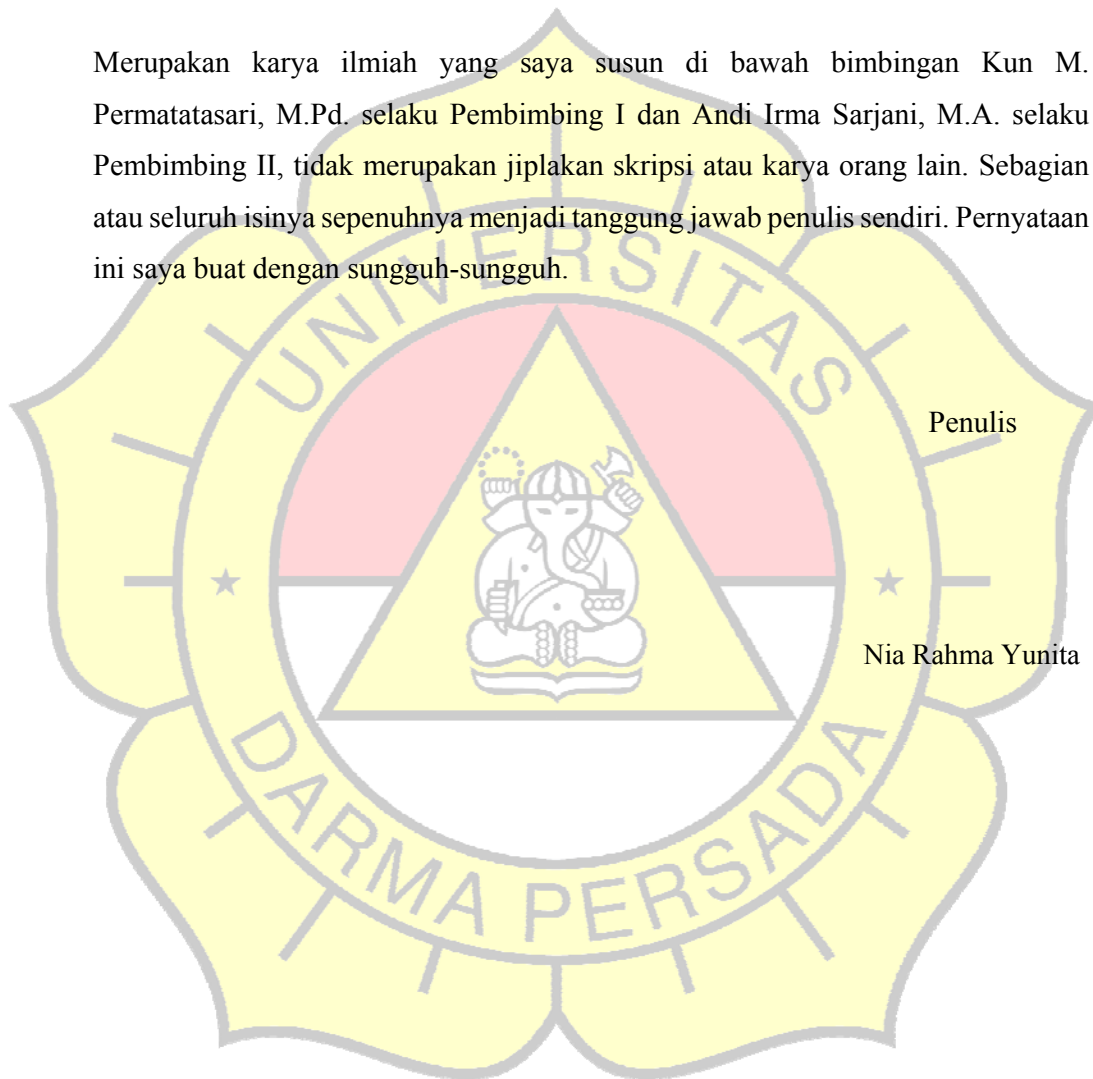 Merupakan karya ilmiah yang saya susun di bawah bimbingan Kun M.
Permatatasari, M.Pd. selaku Pembimbing I dan Andi Irma Sarjani, M.A. selaku
Pembimbing II, tidak merupakan jiplakan skripsi atau karya orang lain. Sebagian
atau seluruh isinya sepenuhnya menjadi tanggung jawab penulis sendiri. Pernyataan
ini saya buat dengan sungguh-sungguh.
UNIVERSITAS
Penulis
Nia Rahma Yunita
DARMA PERSADA